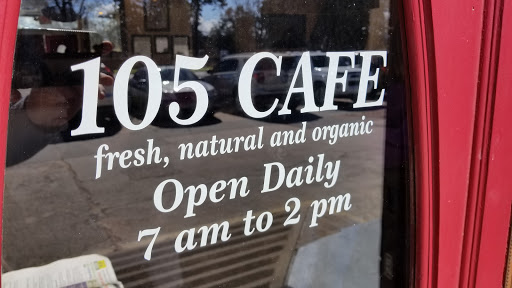 105 CAFE
fresh, natural and organic
Open Daily
7 am to 2 pm